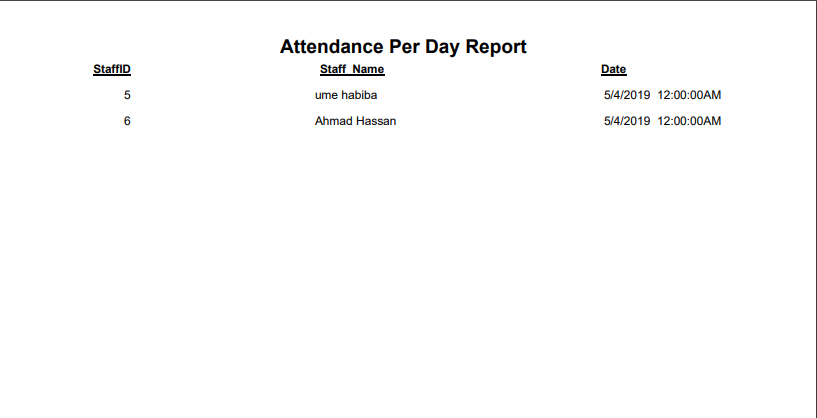 Attendance Per Day Report
StaffID Staff_Name Date
5 ume habiba 5/4/2019 12:00:00AM
6 Ahmad Hassan 5/4/2019 12:00:00AM